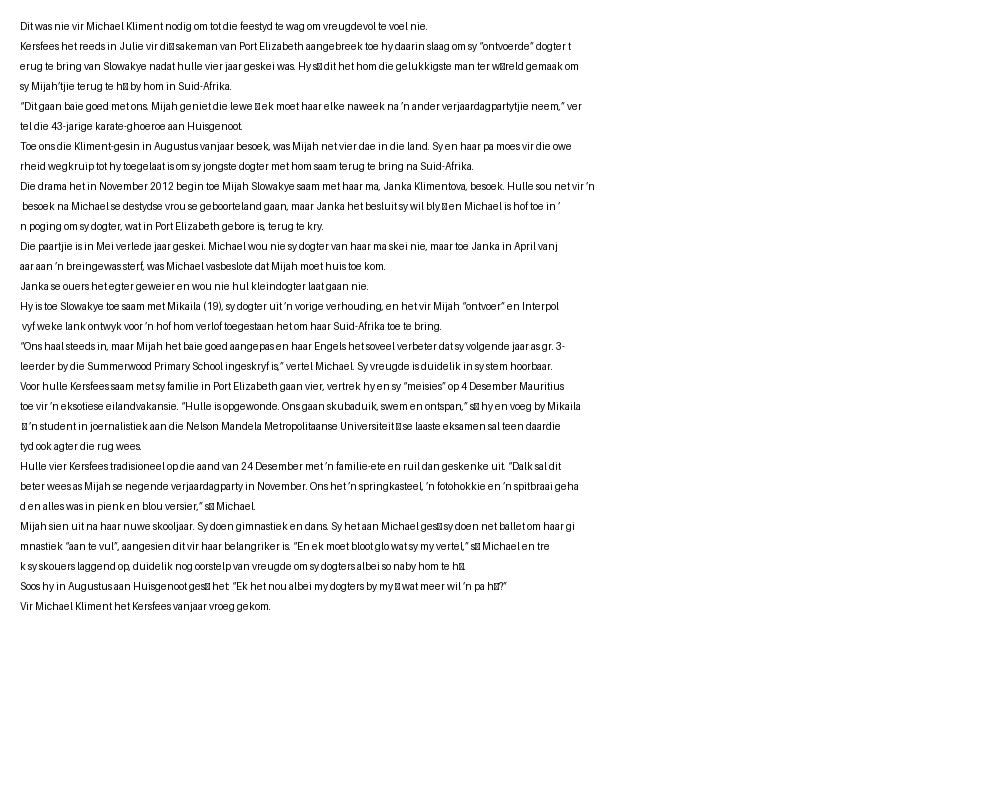 Dit was nie vir Michael Kliment nodig om tot die feestyd te wag om vreugdevol te voel nie.
Kersfees het reeds in Julie vir di□ sakeman van Port Elizabeth aangebreek toe hy daarin slaag om sy “ontvoerde” dogter t
erug te bring van Slowakye nadat hulle vier jaar geskei was. Hy s□ dit het hom die gelukkigste man ter w□reld gemaak om
sy Mijah’tjie terug te h□ by hom in Suid-Afrika.
“Dit gaan baie goed met ons. Mijah geniet die lewe □ ek moet haar elke naweek na ’n ander verjaardagpartytjie neem,” ver
tel die 43-jarige karate-ghoeroe aan Huisgenoot.
Toe ons die Kliment-gesin in Augustus vanjaar besoek, was Mijah net vier dae in die land. Sy en haar pa moes vir die owe
rheid wegkruip tot hy toegelaat is om sy jongste dogter met hom saam terug te bring na Suid-Afrika.
Die drama het in November 2012 begin toe Mijah Slowakye saam met haar ma, Janka Klimentova, besoek. Hulle sou net vir ’n
besoek na Michael se destydse vrou se geboorteland gaan, maar Janka het besluit sy wil bly □ en Michael is hof toe in ’
n poging om sy dogter, wat in Port Elizabeth gebore is, terug te kry.
Die paartjie is in Mei verlede jaar geskei. Michael wou nie sy dogter van haar ma skei nie, maar toe Janka in April vanj
aar aan ’n breingewas sterf, was Michael vasbeslote dat Mijah moet huis toe kom.
Janka se ouers het egter geweier en wou nie hul kleindogter laat gaan nie.
Hy is toe Slowakye toe saam met Mikaila (19), sy dogter uit ’n vorige verhouding, en het vir Mijah “ontvoer” en Interpol
vyf weke lank ontwyk voor ’n hof hom verlof toegestaan het om haar Suid-Afrika toe te bring.
“Ons haal steeds in, maar Mijah het baie goed aangepas en haar Engels het soveel verbeter dat sy volgende jaar as gr. 3-
leerder by die Summerwood Primary School ingeskryf is,” vertel Michael. Sy vreugde is duidelik in sy stem hoorbaar.
Voor hulle Kersfees saam met sy familie in Port Elizabeth gaan vier, vertrek hy en sy “meisies” op 4 Desember Mauritius
toe vir ’n eksotiese eilandvakansie. “Hulle is opgewonde. Ons gaan skubaduik, swem en ontspan,” s□ hy en voeg by Mikaila
□ ’n student in joernalistiek aan die Nelson Mandela Metropolitaanse Universiteit □ se laaste eksamen sal teen daardie
tyd ook agter die rug wees.
Hulle vier Kersfees tradisioneel op die aand van 24 Desember met ’n familie-ete en ruil dan geskenke uit. “Dalk sal dit
beter wees as Mijah se negende verjaardagparty in November. Ons het ’n springkasteel, ’n fotohokkie en ’n spitbraai geha
d en alles was in pienk en blou versier,” s□ Michael.
Mijah sien uit na haar nuwe skooljaar. Sy doen gimnastiek en dans. Sy het aan Michael ges□ sy doen net ballet om haar gi
mnastiek “aan te vul”, aangesien dit vir haar belangriker is. “En ek moet bloot glo wat sy my vertel,” s□ Michael en tre
k sy skouers laggend op, duidelik nog oorstelp van vreugde om sy dogters albei so naby hom te h□.
Soos hy in Augustus aan Huisgenoot ges□ het: “Ek het nou albei my dogters by my □ wat meer wil ’n pa h□?”
Vir Michael Kliment het Kersfees vanjaar vroeg gekom.